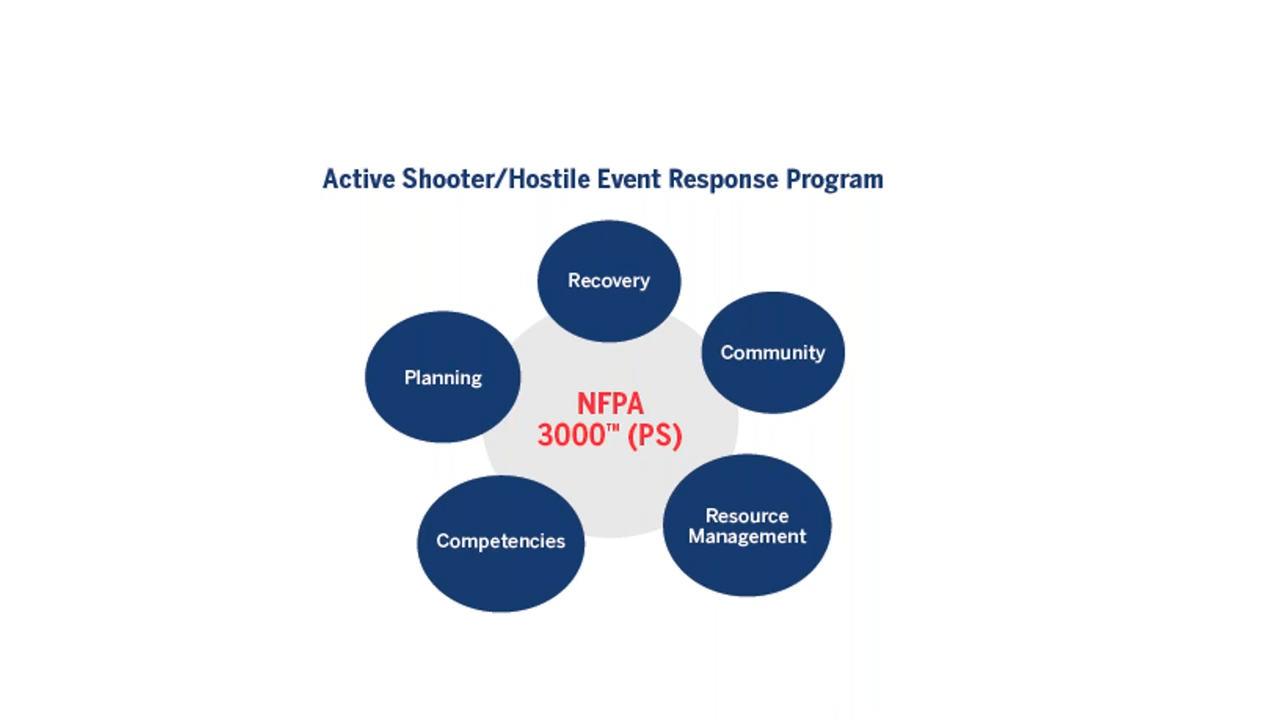 Active Shooter/Hostile Event Response Program
Recovery
Community
Planning
NFPA
3000™ (PS)
Resource
Management
Competencies